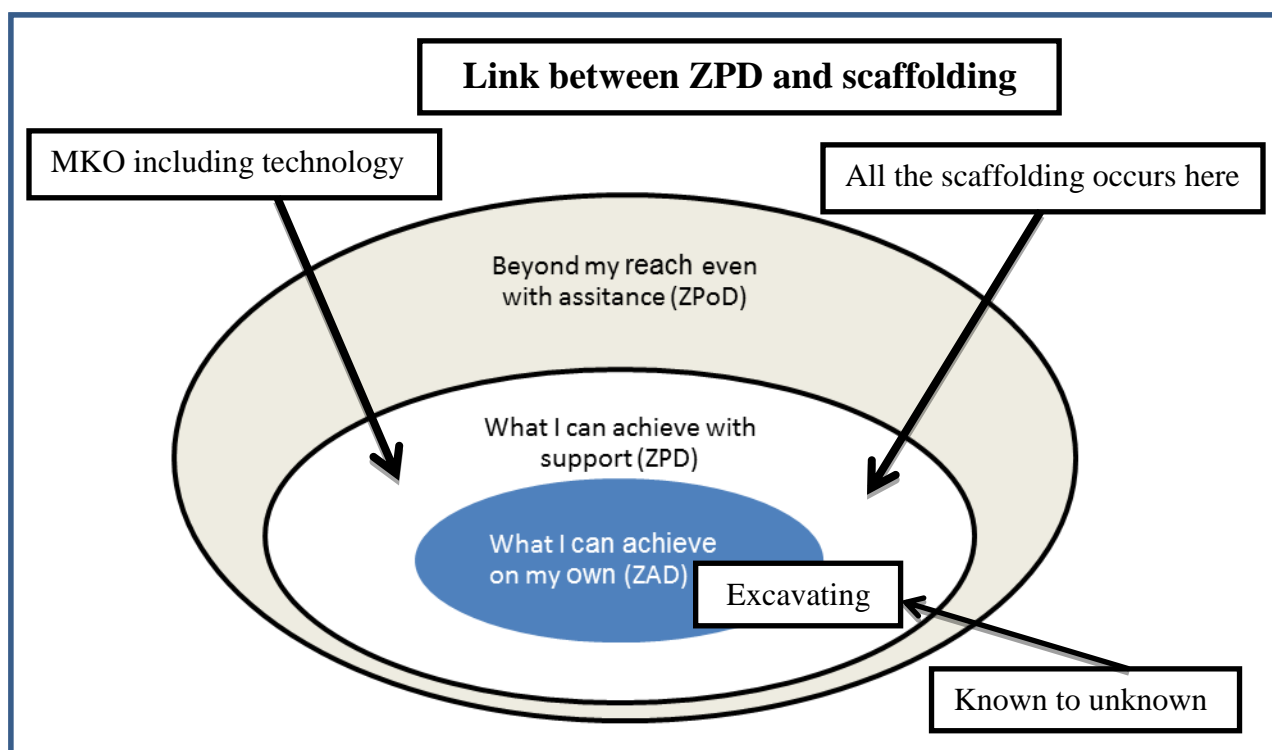 Link between ZPD and scaffolding
MKO including technology
All the scaffolding occurs here
Beyond my reach even
with assitance (ZPoD)
What I can achieve with
support (ZPD)
What I can achieve
on my own (ZAD)
Excavating
Known to unknown